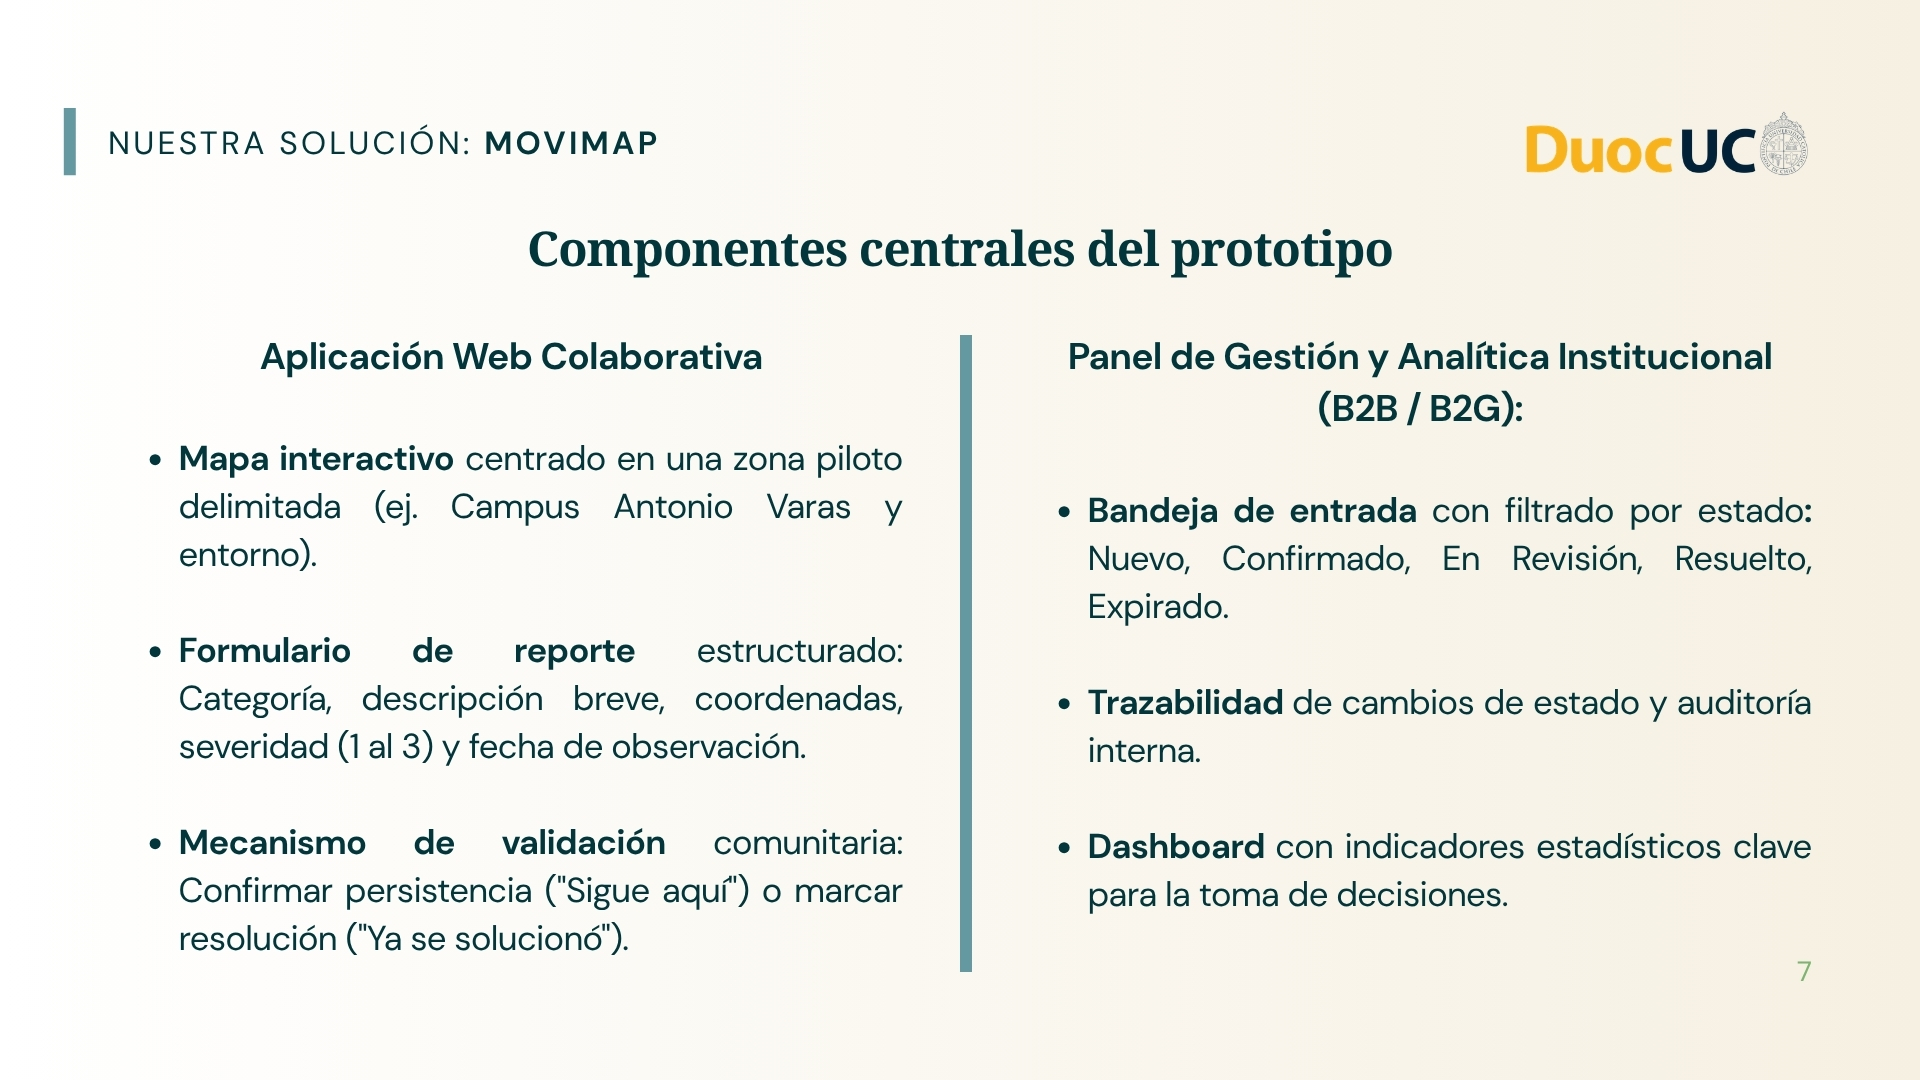 NUESTRA SOLUCIÓN: MOVIMAP
Duoc UC
Componentes centrales del prototipo
Aplicación Web Colaborativa
• Mapa interactivo centrado en una zona piloto
delimitada (ej. Campus Antonio Varas y
entorno).
• Formulario de reporte estructurado:
Categoría, descripción breve, coordenadas,
severidad (1 al 3) y fecha de observación.
• Mecanismo de validación comunitaria:
Confirmar persistencia ("Sigue aquí") o marcar
resolución ("Ya se solucionó").
Panel de Gestión y Analítica Institucional
(B2B / B2G):
• Bandeja de entrada con filtrado por estado:
Nuevo, Confirmado, En Revisión, Resuelto,
Expirado.
• Trazabilidad de cambios de estado y auditoría
interna.
• Dashboard con indicadores estadísticos clave
para la toma de decisiones.
7